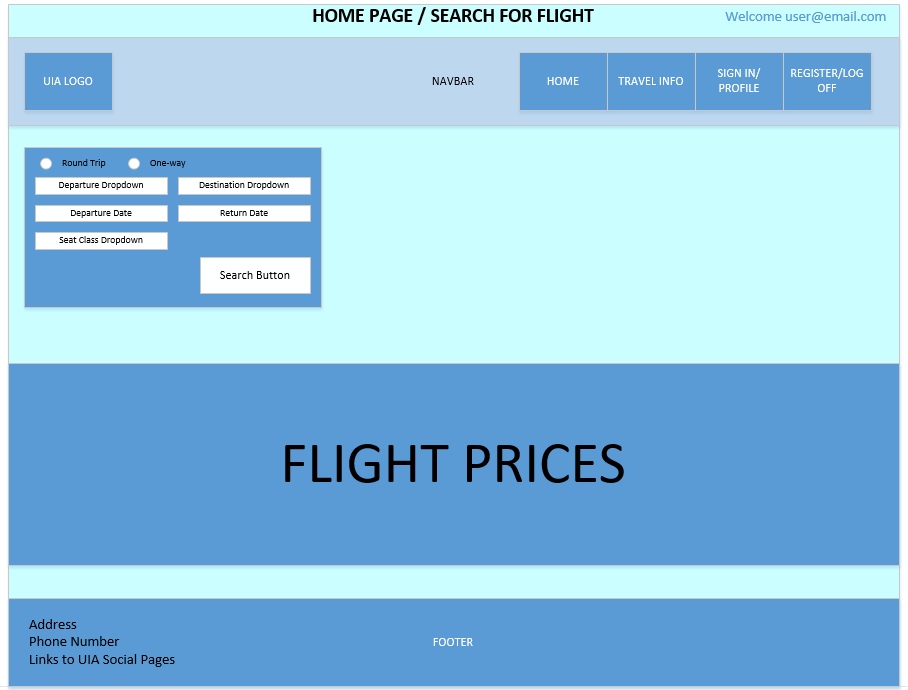 HOME PAGE / SEARCH FOR FLIGHT
Welcome user@email.com
UIA LOGO
NAVBAR
HOME
TRAVEL INFO
SIGN IN/
PROFILE
REGISTER/LOG
OFF
Round Trip
One-way
Departure Dropdown
Destination Dropdown
Departure Date
Return Date
Seat Class Dropdown
Search Button
FLIGHT PRICES
Address
Phone Number
Links to UIA Social Pages
FOOTER